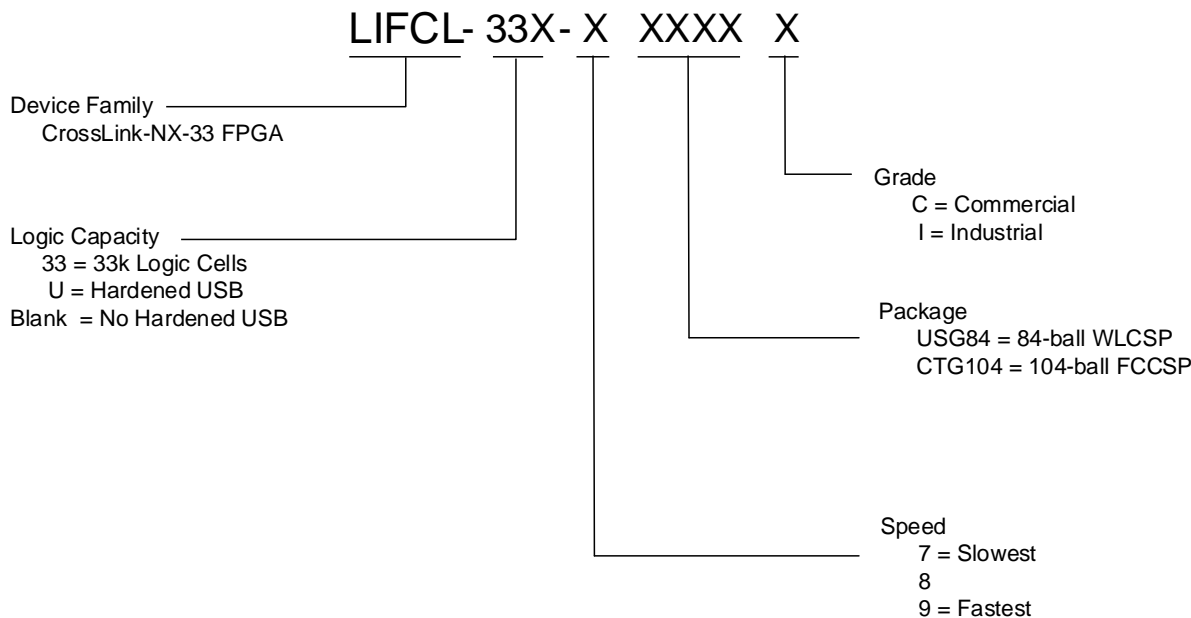 LIFCL- 33X- X XXXX X
Device Family
CrossLink-NX-33 FPGA
Logic Capacity
33 = 33k Logic Cells
U = Hardened USB
Blank = No Hardened USB
Grade
C = Commercial
I = Industrial
Package
USG84 = 84-ball WLCSP
CTG104 = 104-ball FCCSP
Speed
7 = Slowest
8
9 = Fastest